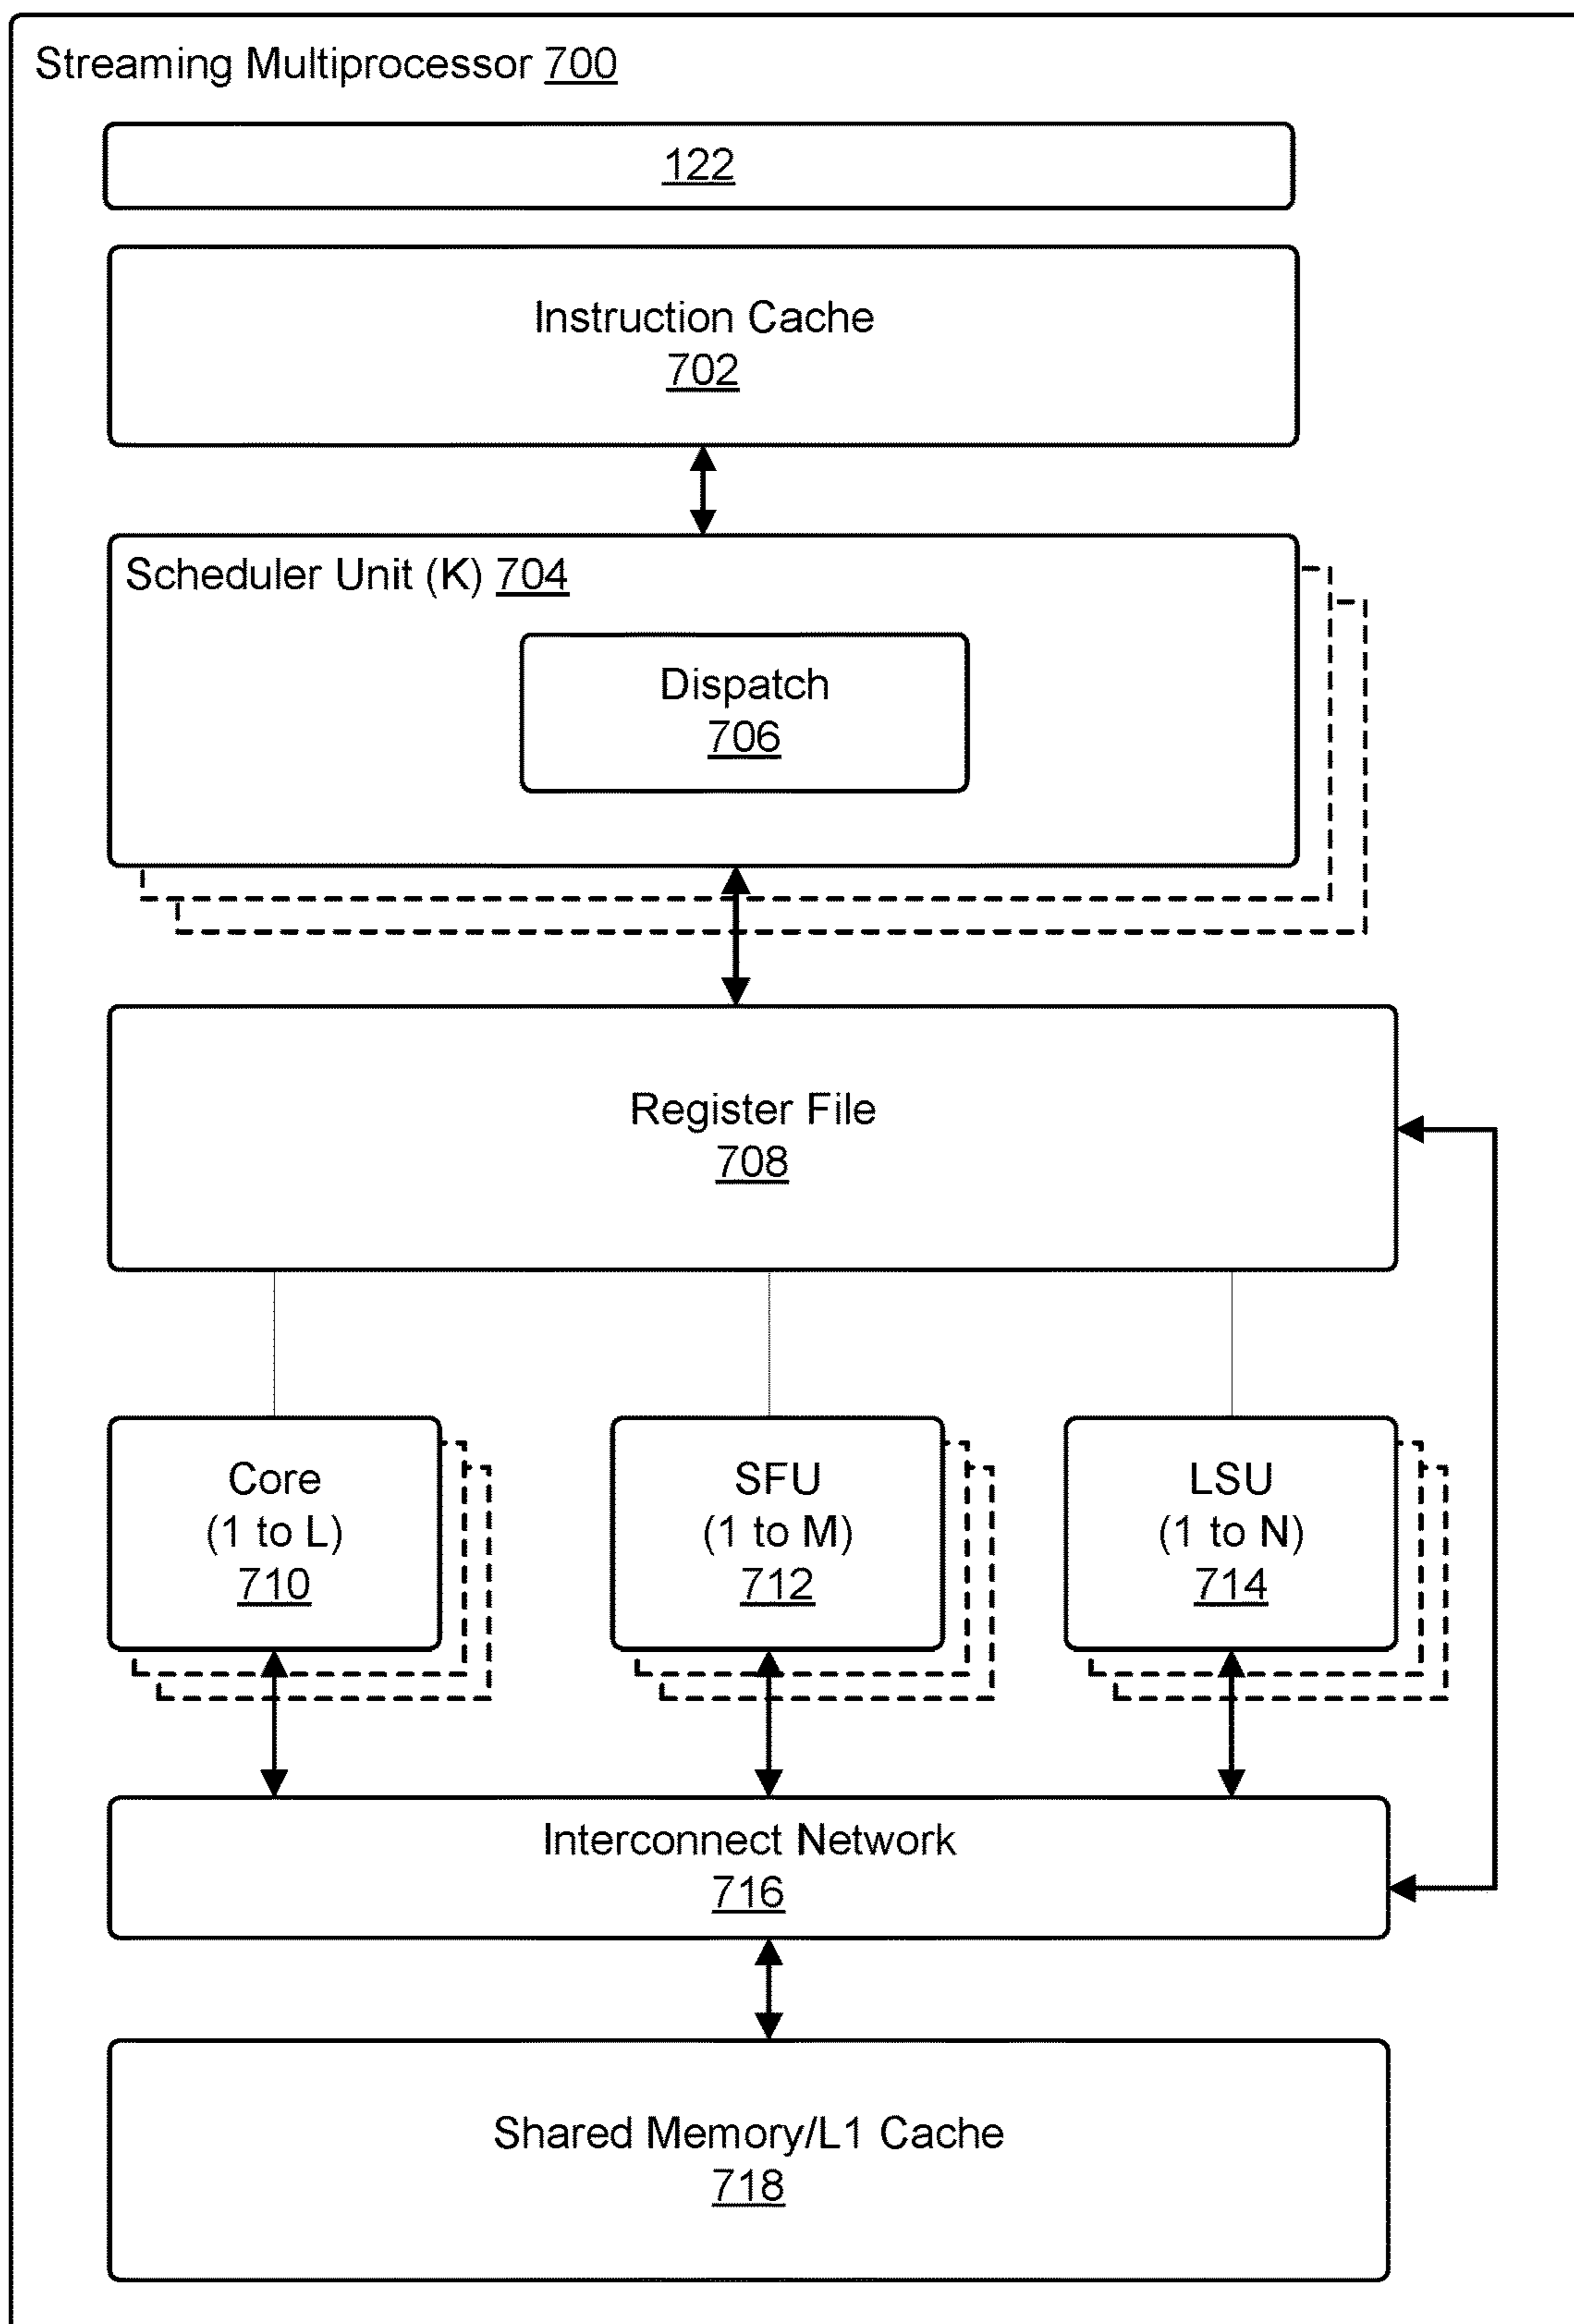 Streaming Multiprocessor 700
122
Instruction Cache
702
Scheduler Unit (K) 704
Dispatch
706
Register File
708
Core
(1 to L)
710
SFU
(1 to M)
712
LSU
(1 to N)
714
Interconnect Network
716
Shared Memory/L1 Cache
718